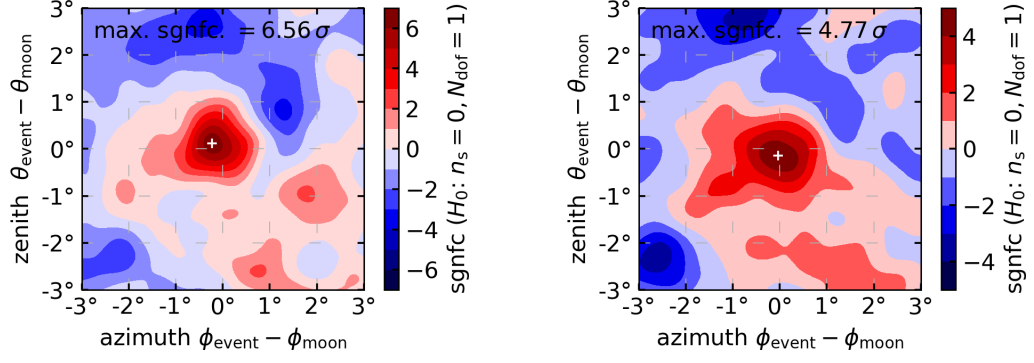 max. sgnfc. = 6.56 σ
3°
2°
1°
0°
-1°
-2°
-3°
-3° -2° -1° 0° 1° 2° 3°
zenith θevent − θmoon
azimuth ϕevent − ϕmoon
6
4
2
0
−2
−4
−6
sgnfc (H0: ns = 0, Ndof = 1)
max. sgnfc. = 4.77 σ
3°
2°
1°
0°
-1°
-2°
-3°
-3° -2° -1° 0° 1° 2° 3°
zenith θevent − θmoon
azimuth ϕevent − ϕmoon
4
2
0
−2
−4
sgnfc (H0: ns = 0, Ndof = 1)